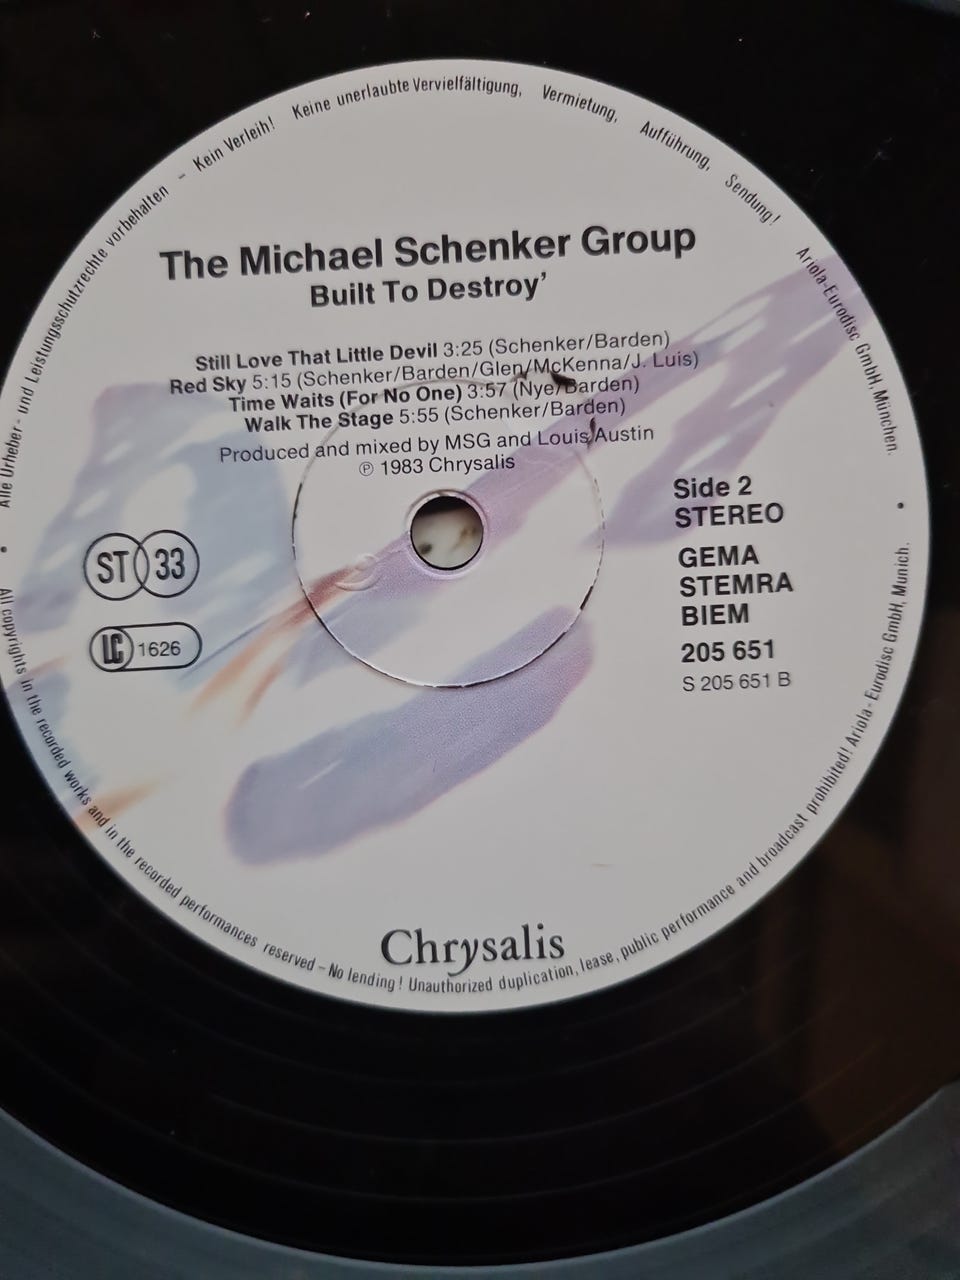 Alle Urheber- und Leistungsschutzrechte vorbehalten – Kein Verleih! Keine unerlaubte Vervielfältigung, Vermietung, Aufführung, Sendung! Ariola-Eurodisc GmbH, München.
The Michael Schenker Group
Built To Destroy'
Still Love That Little Devil 3:25 (Schenker/Barden)
Red Sky 5:15 (Schenker/Barden/Glen/McKenna/J. Luis)
Time Waits (For No One) 3:57 (Nye/Barden)
Walk The Stage 5:55 (Schenker/Barden)
Produced and mixed by MSG and Louis Austin
℗ 1983 Chrysalis
ST 33
LC 1626
Side 2
STEREO
GEMA
STEMRA
BIEM
205 651
S 205 651 B
Chrysalis
All copyrights in the recorded works and in the recorded performances reserved – No lending! Unauthorized duplication, lease, public performance and broadcast prohibited! Ariola-Eurodisc GmbH, Munich.